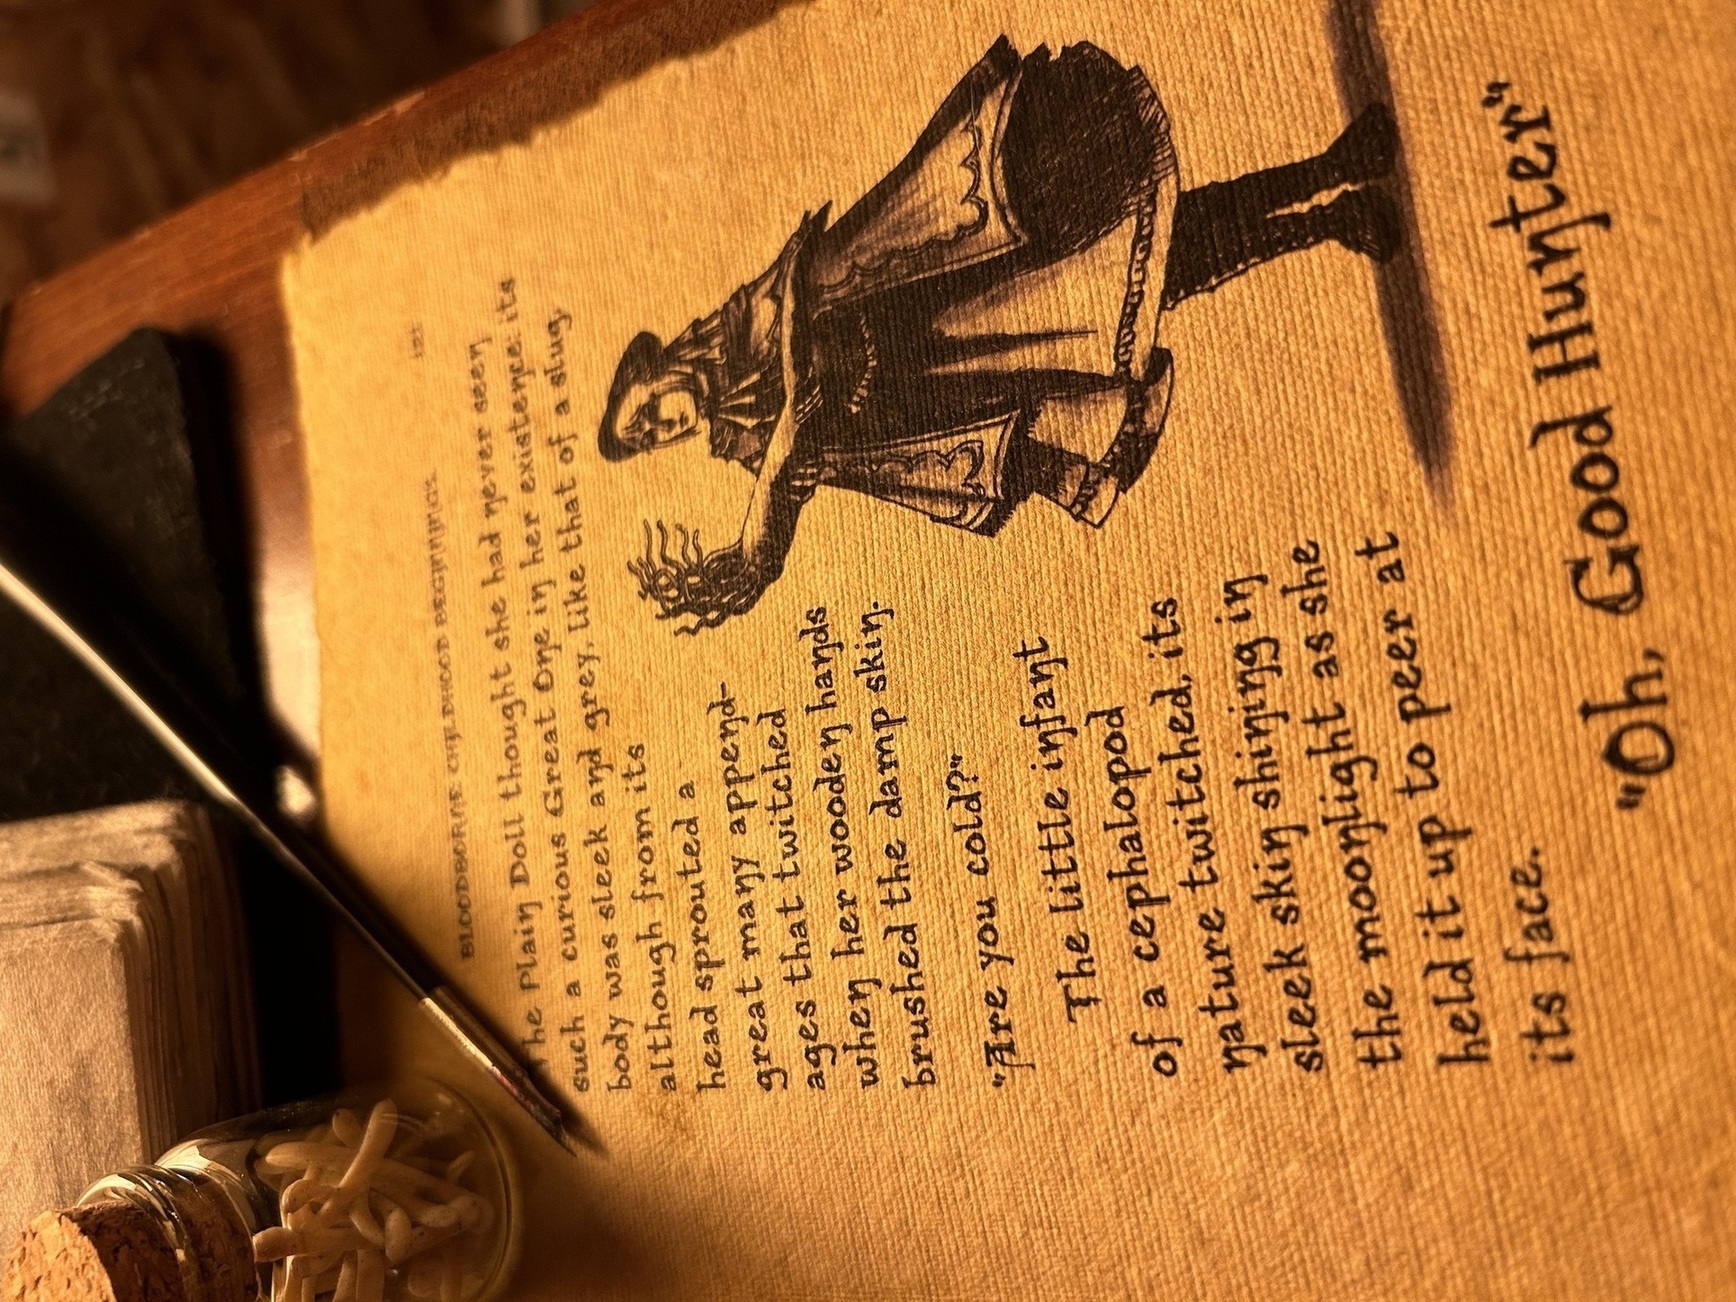 BLOODBORNE: CHILDHOOD BEGINNINGS. 121
The Plain Doll thought she had never seen
such a curious Great One in her existence: its
body was sleek and grey, like that of a slug,
although from its
head sprouted a
great many append-
ages that twitched
when her wooden hands
brushed the damp skin.
"Are you cold?"
The little infant
of a cephalopod
nature twitched, its
sleek skin shining in
the moonlight as she
held it up to peer at
its face.
"Oh, Good Hunter"